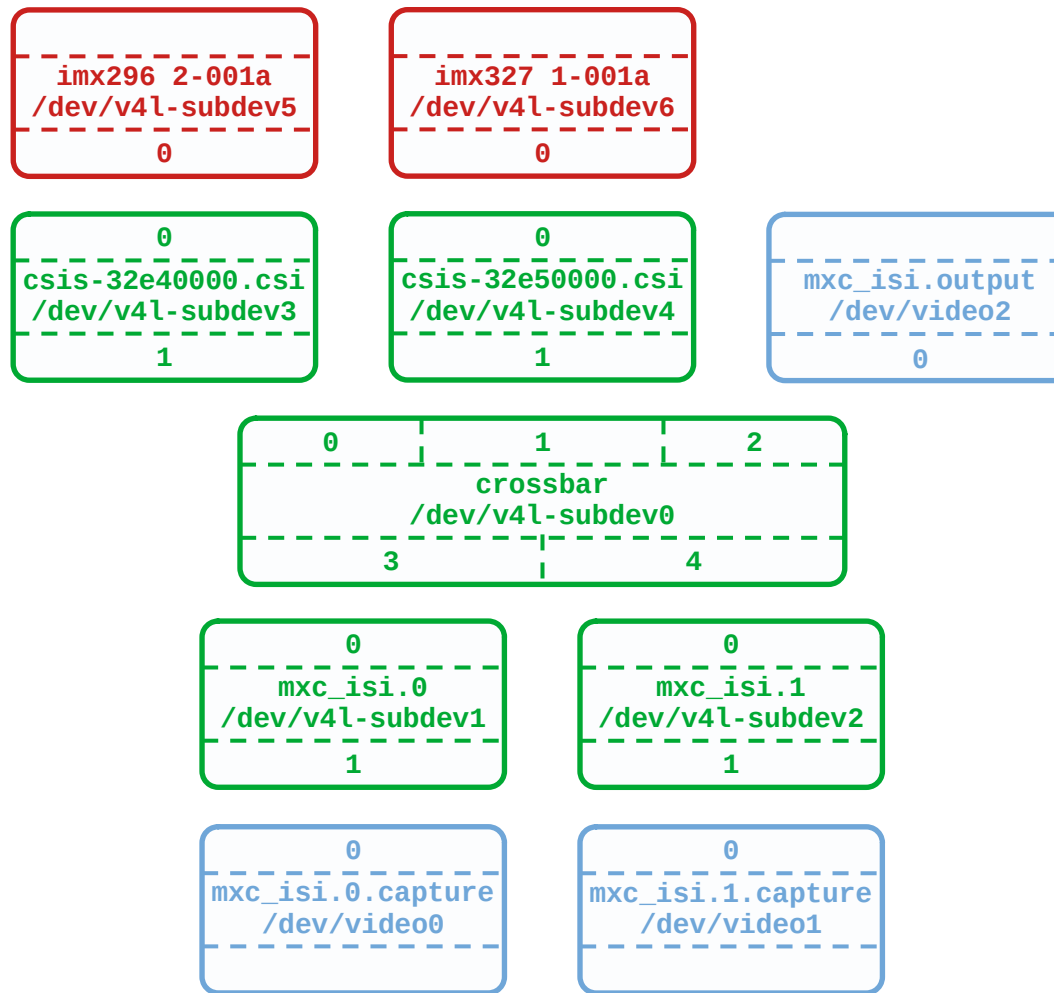 imx296 2-001a
/dev/v4l-subdev5
0
imx327 1-001a
/dev/v4l-subdev6
0
0
csis-32e40000.csi
/dev/v4l-subdev3
1
0
csis-32e50000.csi
/dev/v4l-subdev4
1
mxc_isi.output
/dev/video2
0
0 1 2
crossbar
/dev/v4l-subdev0
3 4
0
mxc_isi.0
/dev/v4l-subdev1
1
0
mxc_isi.1
/dev/v4l-subdev2
1
0
mxc_isi.0.capture
/dev/video0
0
mxc_isi.1.capture
/dev/video1